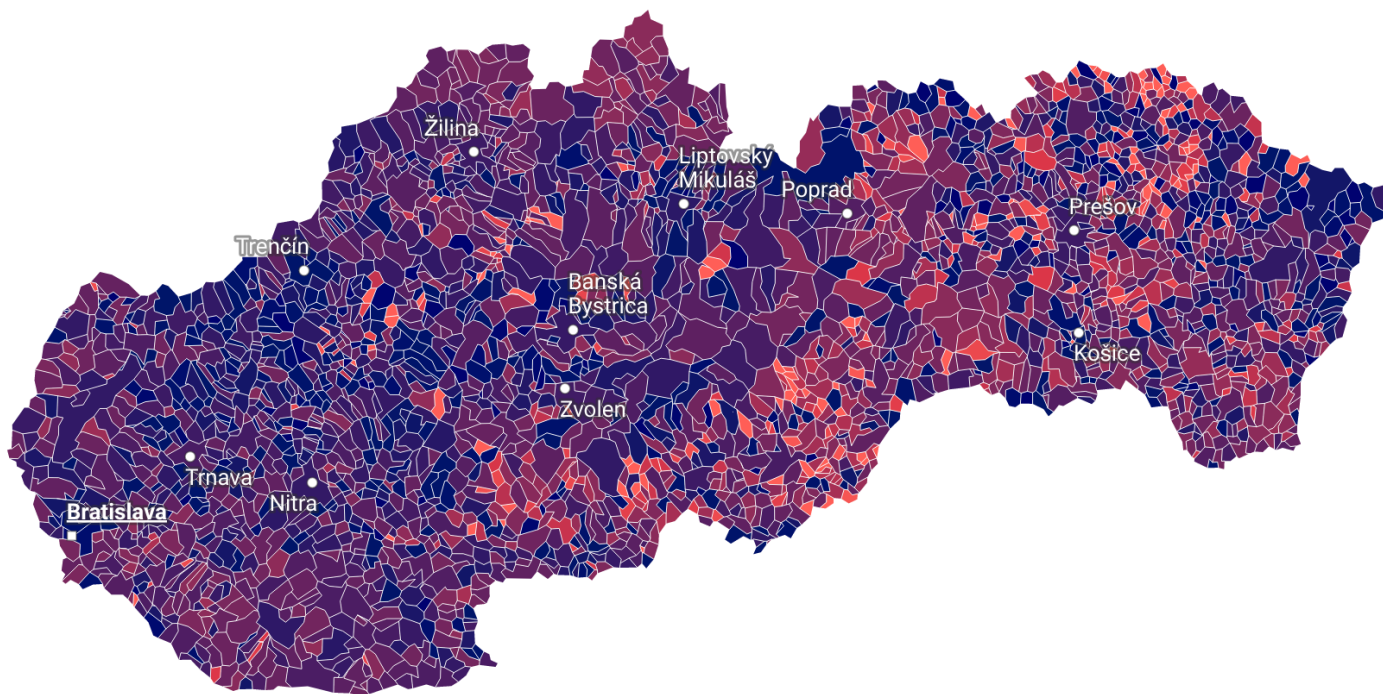 Žilina
Liptovský
Mikuláš
Poprad
Prešov
Trenčín
Banská
Bystrica
Košice
Zvolen
Trnava
Nitra
Bratislava